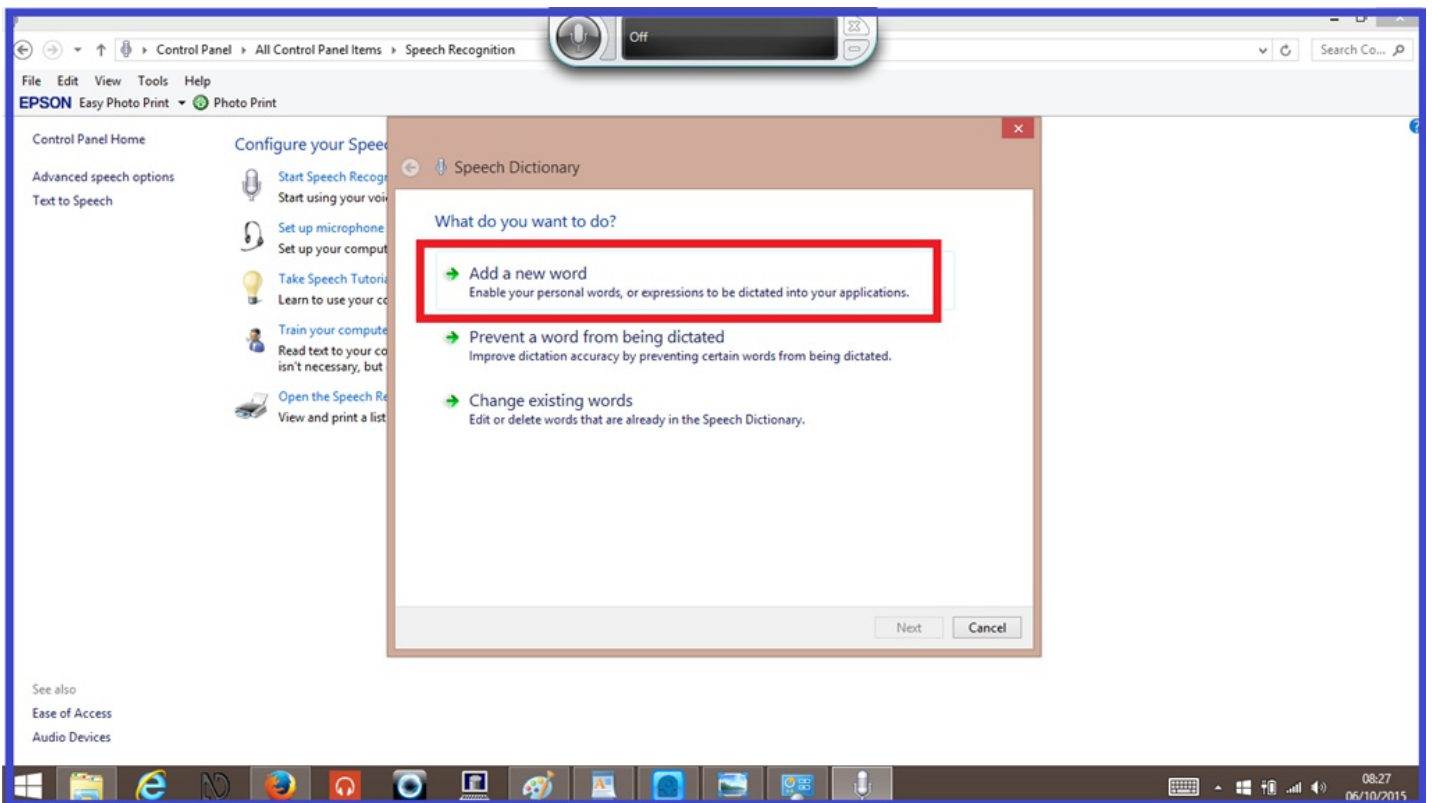 Off
Control Panel All Control Panel Items Speech Recognition
Search Co...
File Edit View Tools Help
EPSON Easy Photo Print Photo Print
Control Panel Home
Advanced speech options
Text to Speech
Configure your Spee
Start Speech Recogn
Start using your voi
Set up microphone
Set up your comput
Take Speech Tutoria
Learn to use your co
Train your compute
Read text to your co
isn't necessary, but
Open the Speech Re
View and print a list
Speech Dictionary
What do you want to do?
Add a new word
Enable your personal words, or expressions to be dictated into your applications.
Prevent a word from being dictated
Improve dictation accuracy by preventing certain words from being dictated.
Change existing words
Edit or delete words that are already in the Speech Dictionary.
Next Cancel
See also
Ease of Access
Audio Devices
08:27
06/10/2015